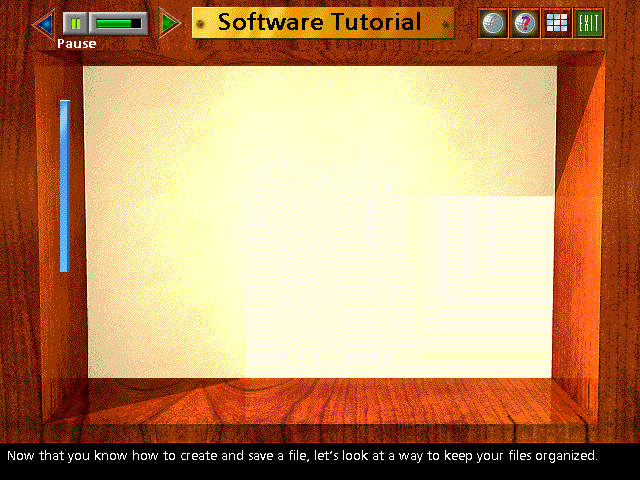 Software Tutorial
EXIT
Pause
Now that you know how to create and save a file, let's look at a way to keep your files organized.